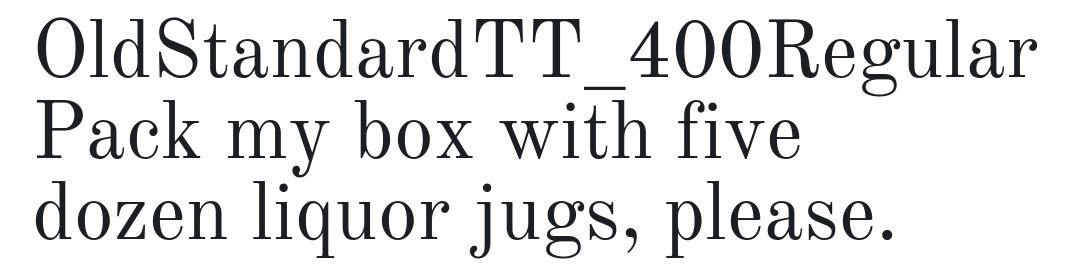 OldStandardTT_400Regular
Pack my box with five
dozen liquor jugs, please.